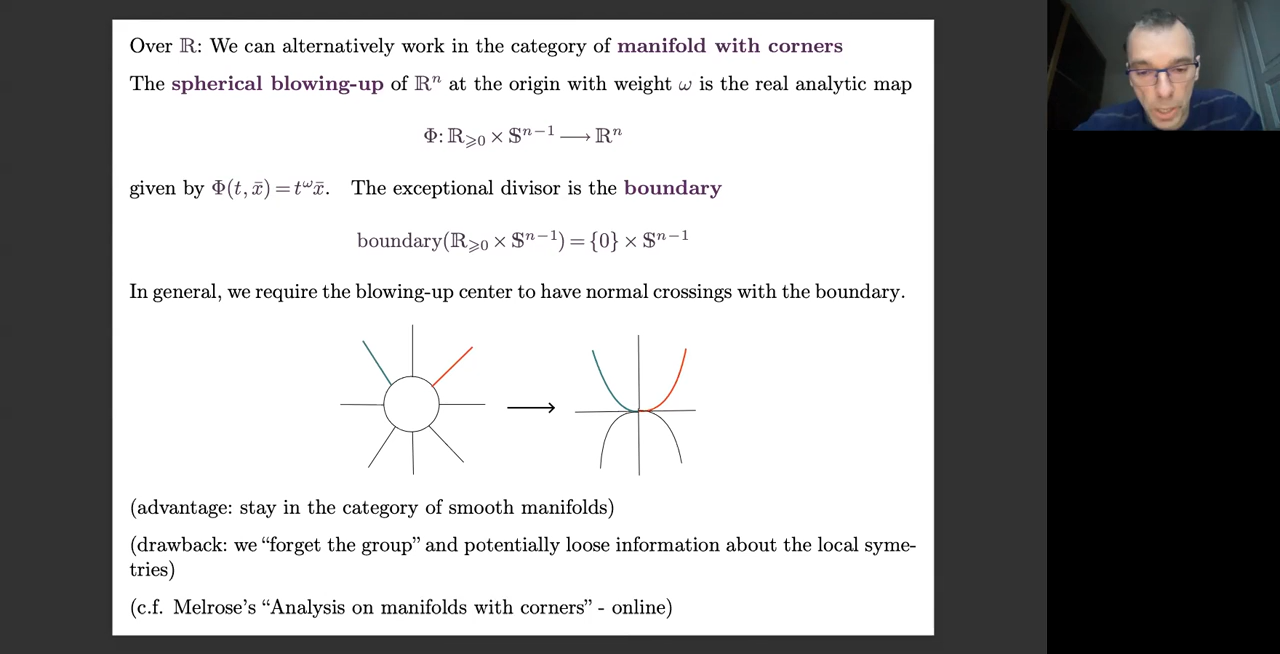 Over ℝ: We can alternatively work in the category of manifold with corners
The spherical blowing-up of ℝⁿ at the origin with weight ω is the real analytic map
Φ: ℝ⩾0 × 𝕊ⁿ⁻¹ ⟶ ℝⁿ
given by Φ(t, x̄) = t^ω x̄. The exceptional divisor is the boundary
boundary(ℝ⩾0 × 𝕊ⁿ⁻¹) = {0} × 𝕊ⁿ⁻¹
In general, we require the blowing-up center to have normal crossings with the boundary.
(advantage: stay in the category of smooth manifolds)
(drawback: we “forget the group” and potentially loose information about the local syme-
tries)
(c.f. Melrose’s “Analysis on manifolds with corners” - online)